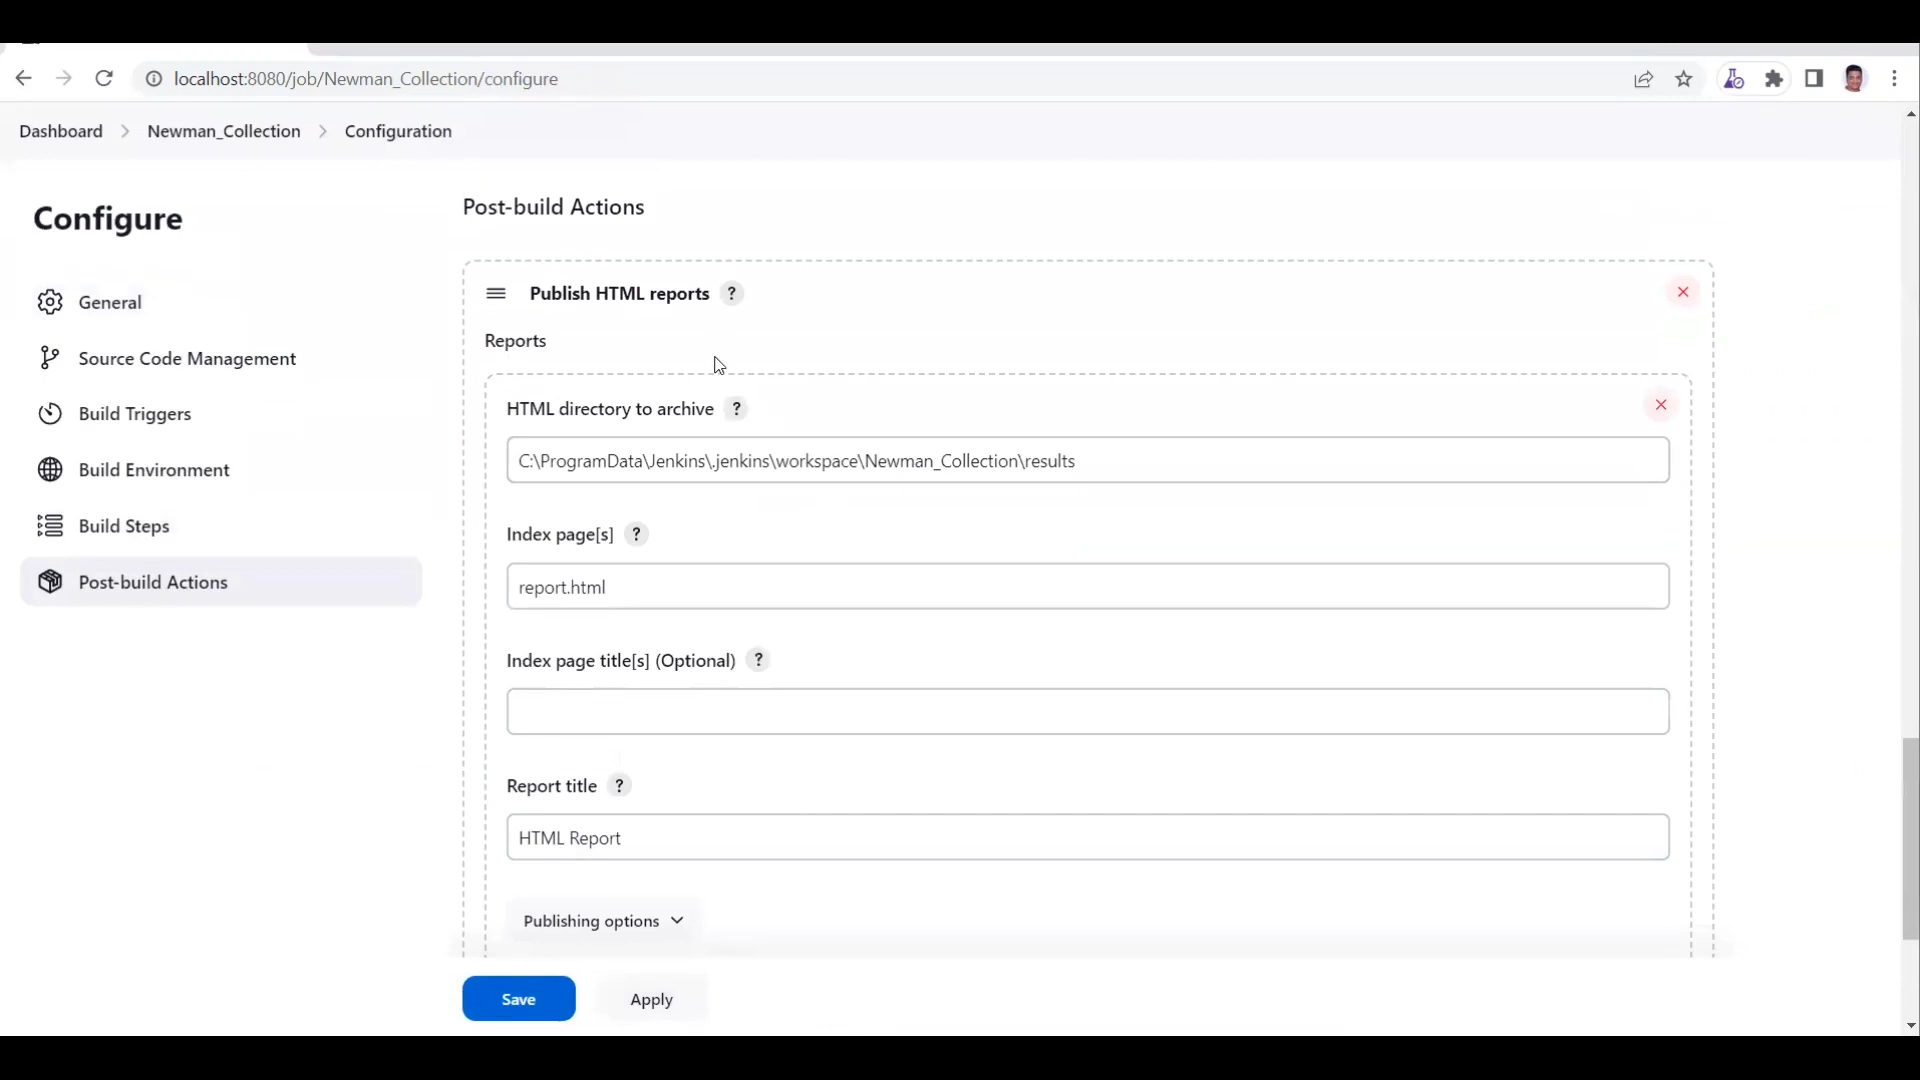 localhost:8080/job/Newman_Collection/configure
Dashboard > Newman_Collection > Configuration
Configure
General
Source Code Management
Build Triggers
Build Environment
Build Steps
Post-build Actions
Post-build Actions
Publish HTML reports ?
Reports
HTML directory to archive ?
C:\ProgramData\Jenkins\.jenkins\workspace\Newman_Collection\results
Index page[s] ?
report.html
Index page title[s] (Optional) ?
Report title ?
HTML Report
Publishing options
Save Apply